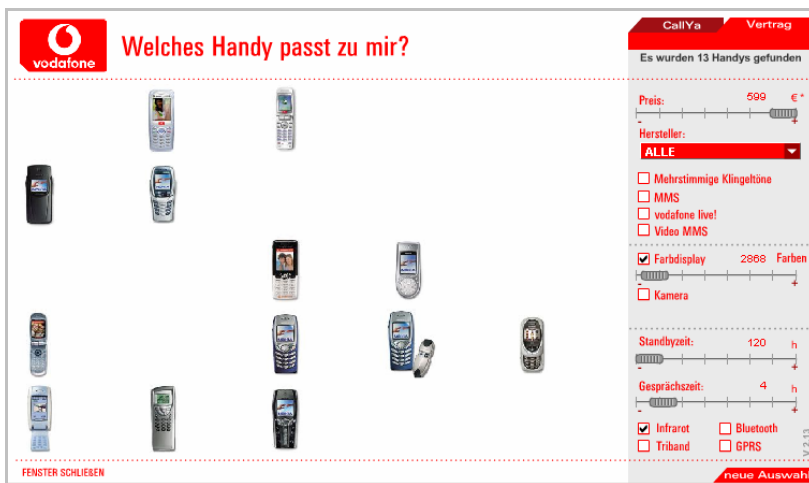 vodafone
Welches Handy passt zu mir?
CallYa
Vertrag
Es wurden 13 Handys gefunden
Preis: 599 €*
- +
Hersteller:
ALLE
Mehrstimmige Klingeltöne
MMS
vodafone live!
Video MMS
Farbdisplay 2868 Farben
- +
Kamera
Standbyzeit: 120 h
- +
Gesprächszeit: 4 h
- +
Infrarot Bluetooth
Triband GPRS
V 2.13
FENSTER SCHLIEßEN
neue Auswahl